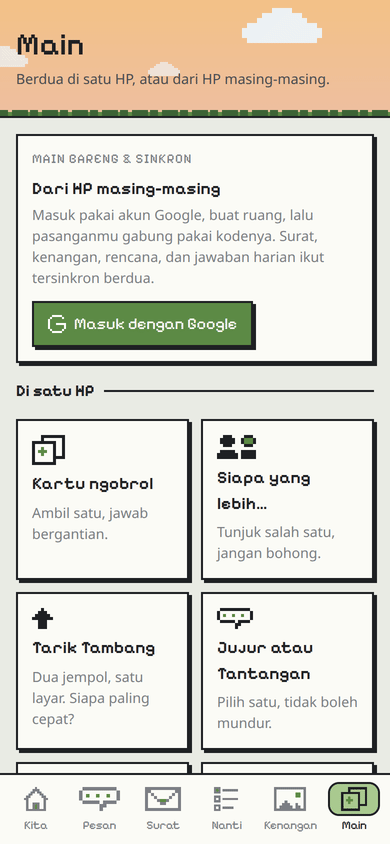 Main
Berdua di satu HP, atau dari HP masing-masing.
MAIN BARENG & SINKRON
Dari HP masing-masing
Masuk pakai akun Google, buat ruang, lalu
pasanganmu gabung pakai kodenya. Surat,
kenangan, rencana, dan jawaban harian ikut
tersinkron berdua.
Masuk dengan Google
Di satu HP
Kartu ngobrol
Ambil satu, jawab
bergantian.
Siapa yang
lebih...
Tunjuk salah satu,
jangan bohong.
Tarik Tambang
Dua jempol, satu
layar. Siapa paling
cepat?
Jujur atau
Tantangan
Pilih satu, tidak boleh
mundur.
Kita
Pesan
Surat
Nanti
Kenangan
Main